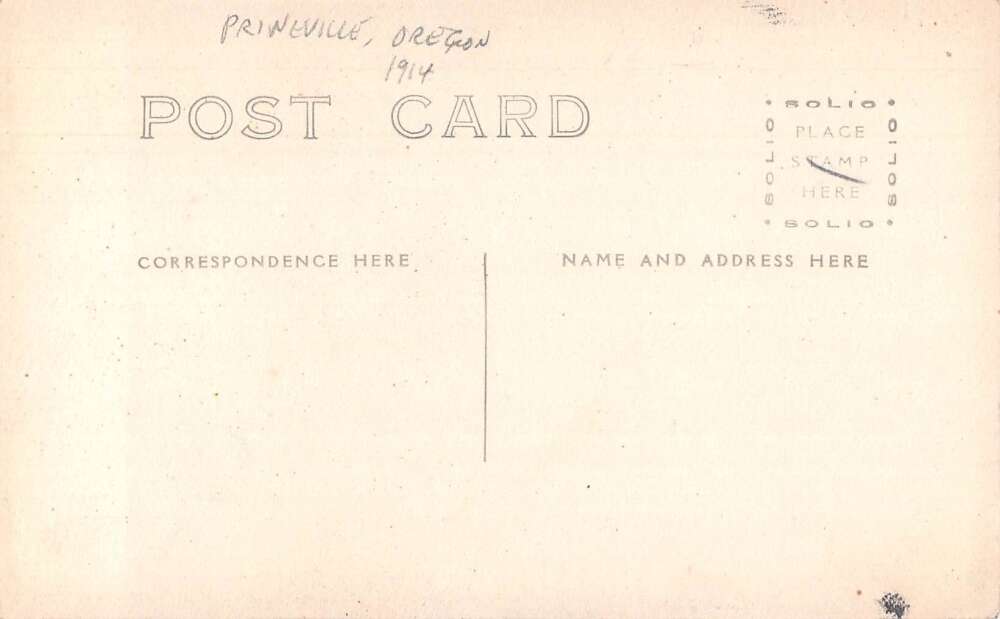 PRINEVILLE, OREGON
1914
POST CARD
SOLIO
SOLIO
SOLIO
PLACE
STAMP
HERE
SOLIO
CORRESPONDENCE HERE
NAME AND ADDRESS HERE